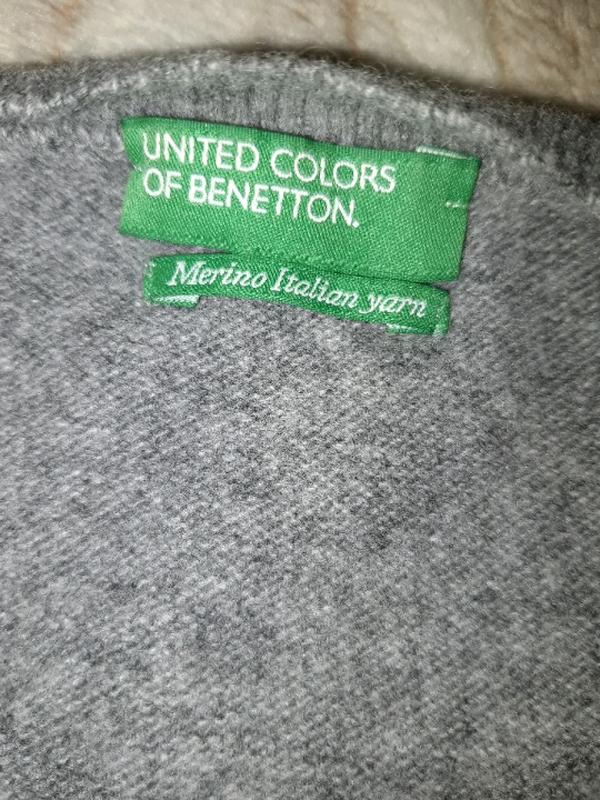 UNITED COLORS
OF BENETTON.
Merino Italian yarn